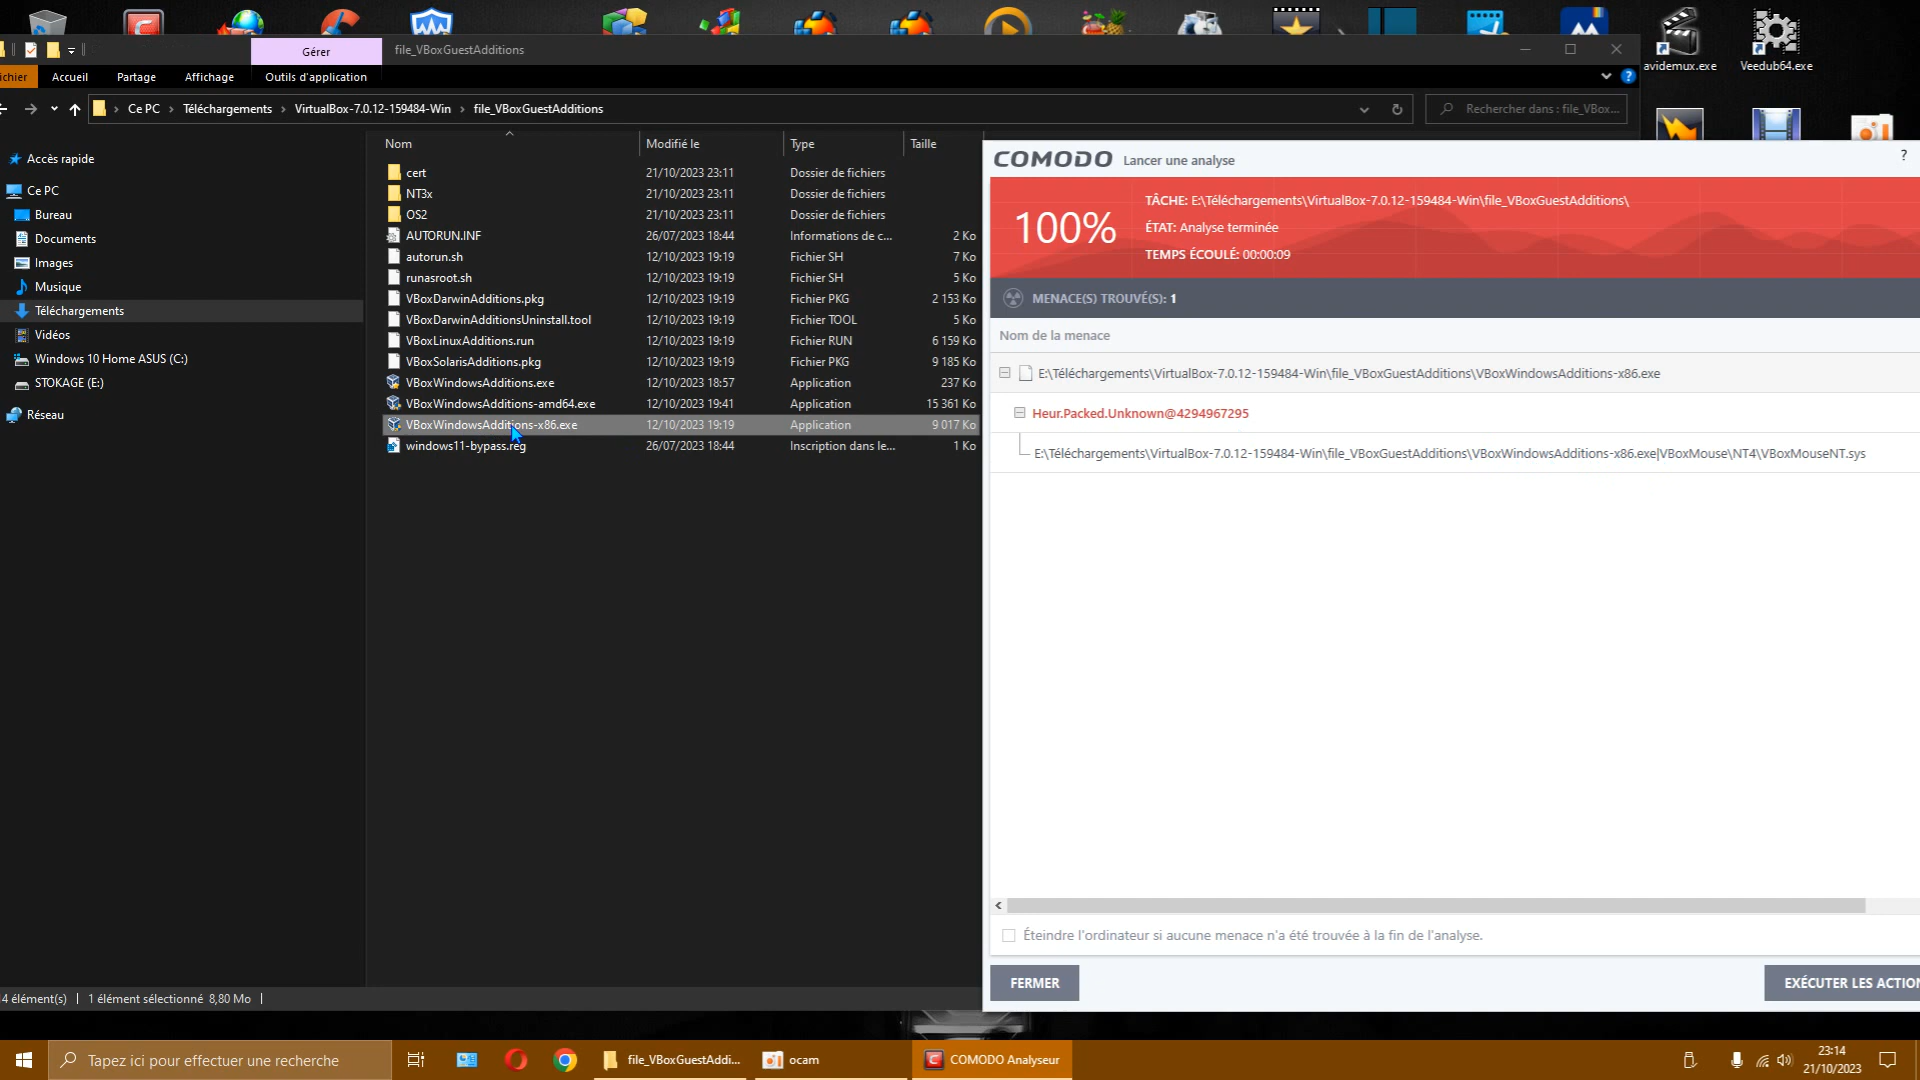 avidemux.exe
Veedub64.exe
Gérer
file_VBoxGuestAdditions
ichier
Accueil
Partage
Affichage
Outils d'application
Ce PC
Téléchargements
VirtualBox-7.0.12-159484-Win
file_VBoxGuestAdditions
Rechercher dans : file_VBox...
Nom
Modifié le
Type
Taille
Accès rapide
Ce PC
Bureau
Documents
Images
Musique
Téléchargements
Vidéos
Windows 10 Home ASUS (C:)
STOKAGE (E:)
Réseau
cert 21/10/2023 23:11 Dossier de fichiers
NT3x 21/10/2023 23:11 Dossier de fichiers
OS2 21/10/2023 23:11 Dossier de fichiers
AUTORUN.INF 26/07/2023 18:44 Informations de c... 2 Ko
autorun.sh 12/10/2023 19:19 Fichier SH 7 Ko
runasroot.sh 12/10/2023 19:19 Fichier SH 5 Ko
VBoxDarwinAdditions.pkg 12/10/2023 19:19 Fichier PKG 2 153 Ko
VBoxDarwinAdditionsUninstall.tool 12/10/2023 19:19 Fichier TOOL 5 Ko
VBoxLinuxAdditions.run 12/10/2023 19:19 Fichier RUN 6 159 Ko
VBoxSolarisAdditions.pkg 12/10/2023 19:19 Fichier PKG 9 185 Ko
VBoxWindowsAdditions.exe 12/10/2023 18:57 Application 237 Ko
VBoxWindowsAdditions-amd64.exe 12/10/2023 19:41 Application 15 361 Ko
VBoxWindowsAdditions-x86.exe 12/10/2023 19:19 Application 9 017 Ko
windows11-bypass.reg 26/07/2023 18:44 Inscription dans le... 1 Ko
4 élément(s)
1 élément sélectionné 8,80 Mo
COMODO Lancer une analyse
?
100%
TÂCHE: E:\Téléchargements\VirtualBox-7.0.12-159484-Win\file_VBoxGuestAdditions\
ÉTAT: Analyse terminée
TEMPS ÉCOULÉ: 00:00:09
MENACE(S) TROUVÉ(S): 1
Nom de la menace
E:\Téléchargements\VirtualBox-7.0.12-159484-Win\file_VBoxGuestAdditions\VBoxWindowsAdditions-x86.exe
Heur.Packed.Unknown@4294967295
E:\Téléchargements\VirtualBox-7.0.12-159484-Win\file_VBoxGuestAdditions\VBoxWindowsAdditions-x86.exe|VBoxMouse\NT4\VBoxMouseNT.sys
Éteindre l'ordinateur si aucune menace n'a été trouvée à la fin de l'analyse.
FERMER
EXÉCUTER LES ACTION
Tapez ici pour effectuer une recherche
file_VBoxGuestAddi...
ocam
COMODO Analyseur
23:14
21/10/2023